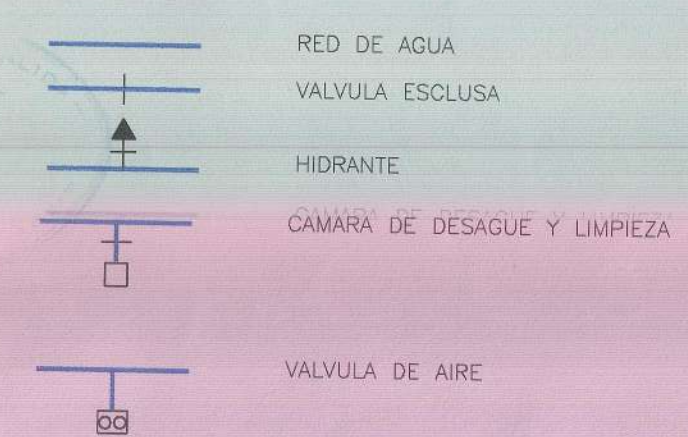 RED DE AGUA
VALVULA ESCLUSA
HIDRANTE
CAMARA DE DESAGUE Y LIMPIEZA
VALVULA DE AIRE